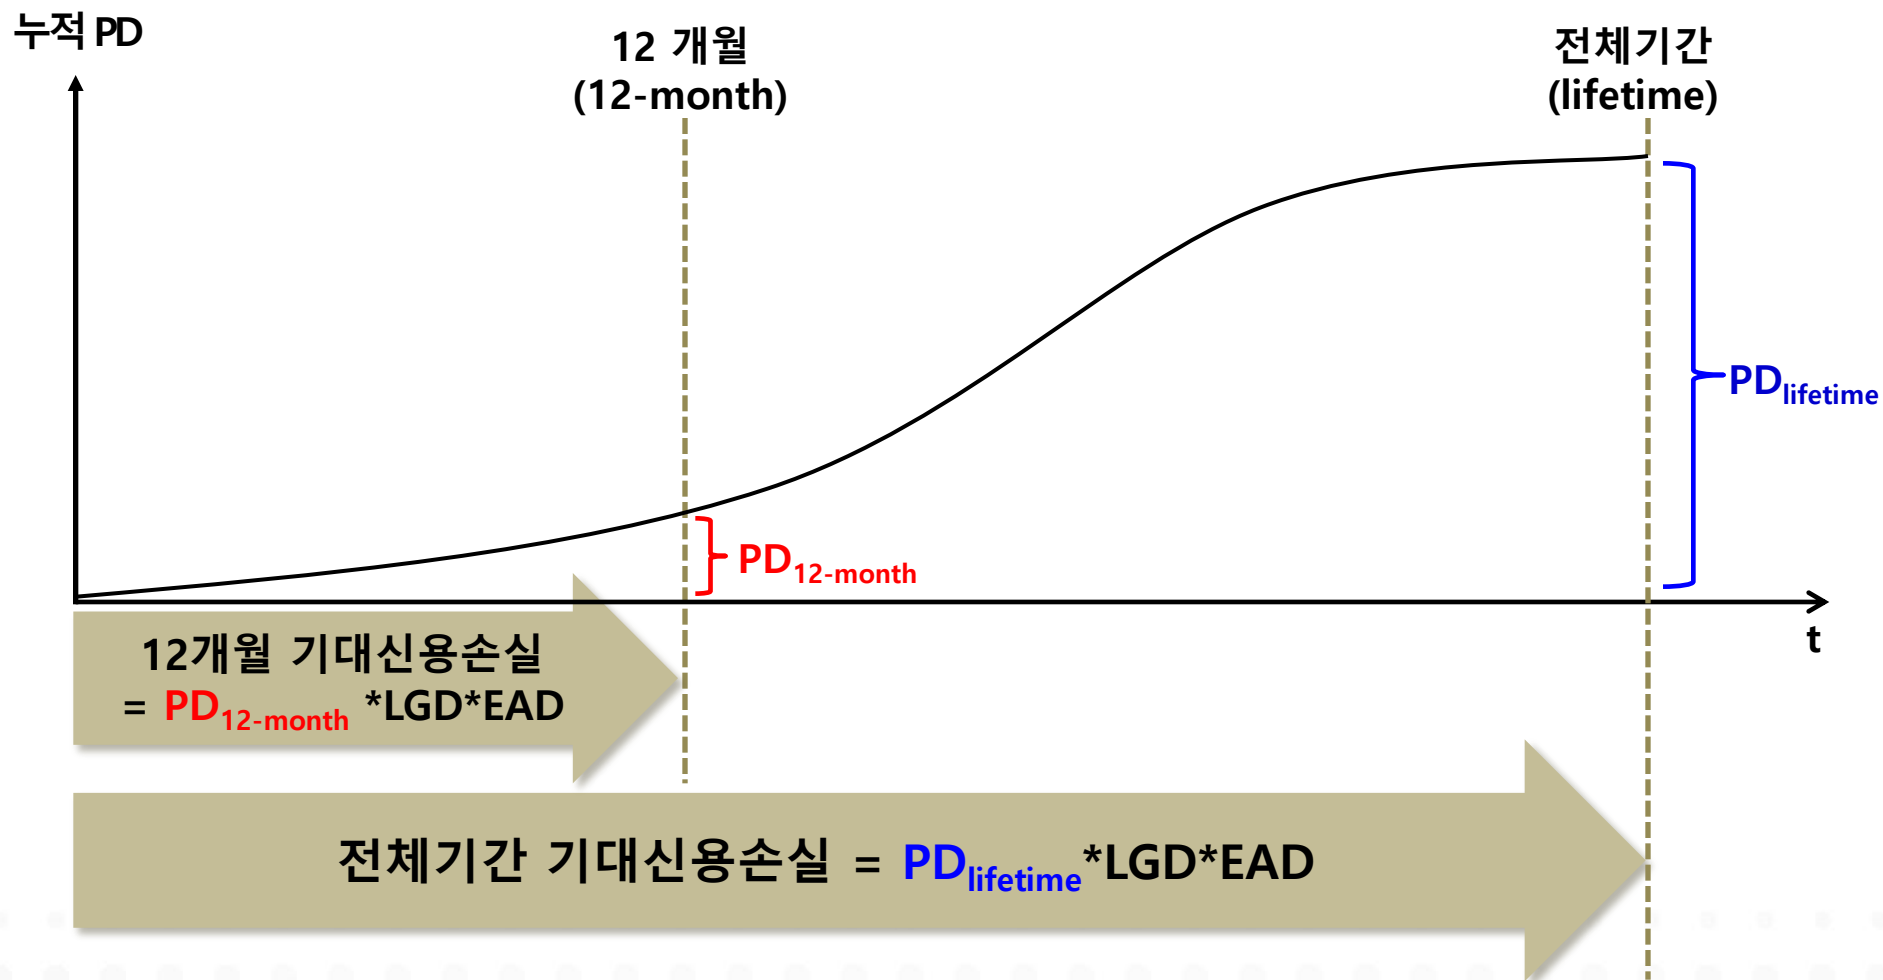 누적 PD
12 개월
(12-month)
전체기간
(lifetime)
PDlifetime
PD12-month
t
12개월 기대신용손실
= PD12-month *LGD*EAD
전체기간 기대신용손실 = PDlifetime*LGD*EAD